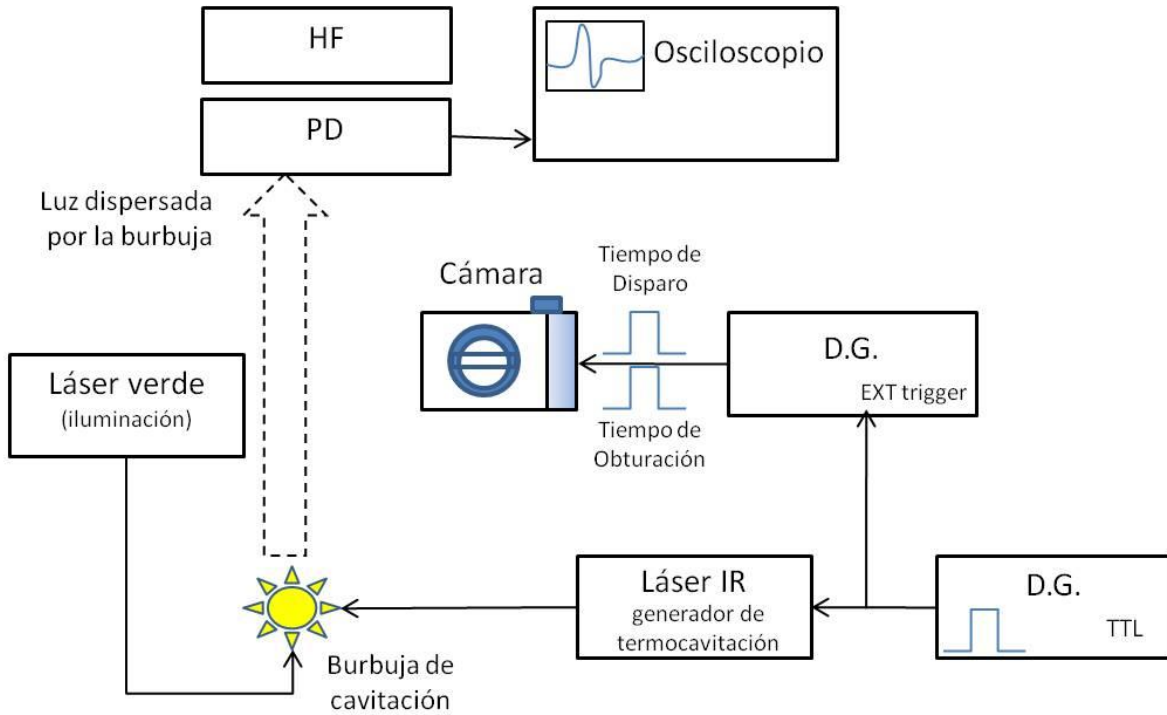 HF
Osciloscopio
PD
Luz dispersada
por la burbuja
Tiempo de
Disparo
Cámara
D.G.
EXT trigger
Láser verde
(iluminación)
Tiempo de
Obturación
Láser IR
generador de
termocavitación
D.G.
TTL
Burbuja de
cavitación